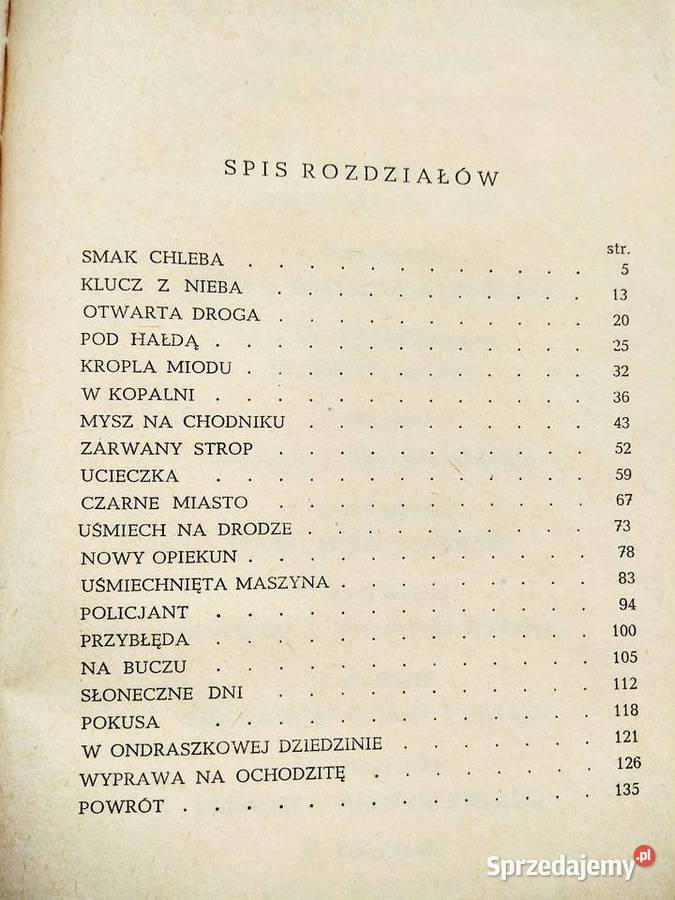 SPIS ROZDZIAŁÓW
str.
SMAK CHLEBA . . . . . . . . . . . 5
KLUCZ Z NIEBA . . . . . . . . . . . 13
OTWARTA DROGA . . . . . . . . . . 20
POD HAŁDĄ . . . . . . . . . . . . 25
KROPLA MIODU . . . . . . . . . . . 32
W KOPALNI . . . . . . . . . . . . 36
MYSZ NA CHODNIKU . . . . . . . . . 43
ZARWANY STROP . . . . . . . . . . 52
UCIECZKA . . . . . . . . . . . . 59
CZARNE MIASTO . . . . . . . . . . 67
UŚMIECH NA DRODZE . . . . . . . . . 73
NOWY OPIEKUN . . . . . . . . . . . 78
UŚMIECHNIĘTA MASZYNA . . . . . . . . 83
POLICJANT . . . . . . . . . . . . 94
PRZYBŁĘDA . . . . . . . . . . . . 100
NA BUCZU . . . . . . . . . . . . 105
SŁONECZNE DNI . . . . . . . . . . 112
POKUSA . . . . . . . . . . . . 118
W ONDRASZKOWEJ DZIEDZINIE . . . . . . 121
WYPRAWA NA OCHODZITĘ . . . . . . . 126
POWRÓT . . . . . . . . . . . . . 135
Sprzedajemy.pl